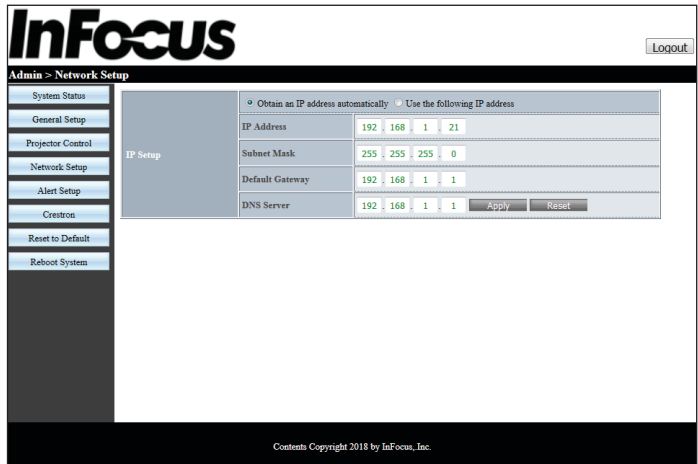 InFocus
Logout
Admin > Network Setup
System Status
General Setup
Projector Control
Network Setup
Alert Setup
Crestron
Reset to Default
Reboot System
IP Setup
Obtain an IP address automatically Use the following IP address
IP Address 192 . 168 . 1 . 21
Subnet Mask 255 . 255 . 255 . 0
Default Gateway 192 . 168 . 1 . 1
DNS Server 192 . 168 . 1 . 1 Apply Reset
Contents Copyright 2018 by InFocus, Inc.